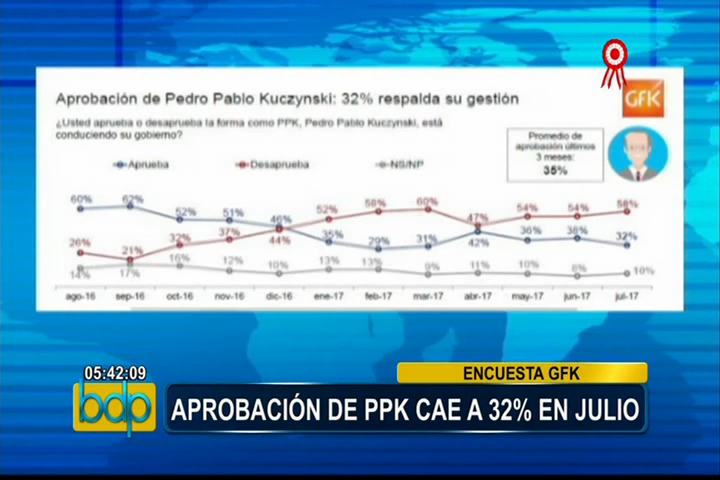 Aprobación de Pedro Pablo Kuczynski: 32% respalda su gestión
GFK
¿Usted aprueba o desaprueba la forma como PPK, Pedro Pablo Kuczynski, está
conduciendo su gobierno?
Promedio de
aprobación últimos
3 meses:
35%
Aprueba Desaprueba NS/NP
60% 62% 52% 51% 46% 52% 58% 60% 47% 54% 54% 58%
26% 21% 32% 37% 44% 35% 29% 31% 42% 36% 38% 32%
14% 17% 16% 12% 10% 13% 13% 9% 11% 10% 8% 10%
ago-16 sep-16 oct-16 nov-16 dic-16 ene-17 feb-17 mar-17 abr-17 may-17 jun-17 jul-17
05:42:09
bdp
ENCUESTA GFK
APROBACIÓN DE PPK CAE A 32% EN JULIO